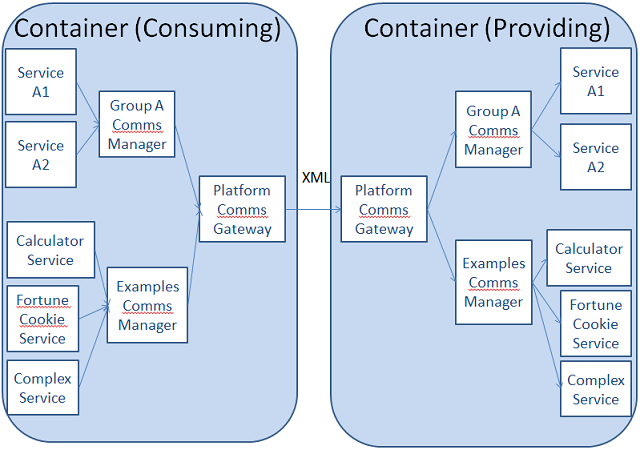 Container (Consuming)
Service
A1
Service
A2
Group A
Comms
Manager
Calculator
Service
Fortune
Cookie
Service
Complex
Service
Examples
Comms
Manager
Platform
Comms
Gateway
XML
Container (Providing)
Platform
Comms
Gateway
Group A
Comms
Manager
Service
A1
Service
A2
Examples
Comms
Manager
Calculator
Service
Fortune
Cookie
Service
Complex
Service